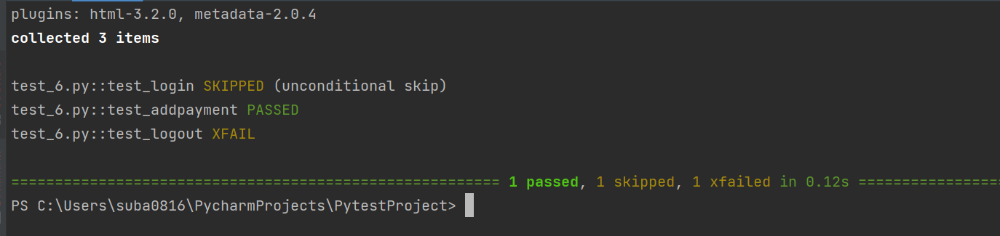 plugins: html-3.2.0, metadata-2.0.4
collected 3 items
test_6.py::test_login SKIPPED (unconditional skip)
test_6.py::test_addpayment PASSED
test_6.py::test_logout XFAIL
======================================================== 1 passed, 1 skipped, 1 xfailed in 0.12s =================
PS C:\Users\suba0816\PycharmProjects\PytestProject>